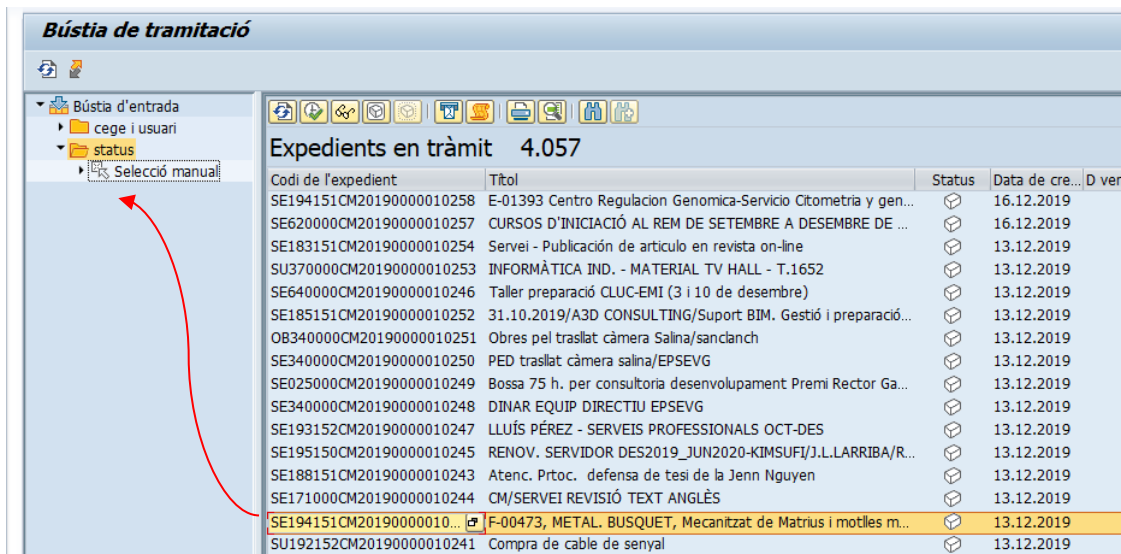 Bústia de tramitació
Bústia d'entrada
cege i usuari
status
Selecció manual
Expedients en tràmit 4.057
Codi de l'expedient Títol Status Data de cre... D ver
SE194151CM20190000010258 E-01393 Centro Regulacion Genomica-Servicio Citometria y gen... 16.12.2019
SE620000CM20190000010257 CURSOS D'INICIACIÓ AL REM DE SETEMBRE A DESEMBRE DE ... 16.12.2019
SE183151CM20190000010254 Servei - Publicación de articulo en revista on-line 13.12.2019
SU370000CM20190000010253 INFORMÀTICA IND. - MATERIAL TV HALL - T.1652 13.12.2019
SE640000CM20190000010246 Taller preparació CLUC-EMI (3 i 10 de desembre) 13.12.2019
SE185151CM20190000010252 31.10.2019/A3D CONSULTING/Suport BIM. Gestió i preparació... 13.12.2019
OB340000CM20190000010251 Obres pel trasllat càmera Salina/sanclanch 13.12.2019
SE340000CM20190000010250 PED trasllat càmera salina/EPSEVG 13.12.2019
SE025000CM20190000010249 Bossa 75 h. per consultoria desenvolupament Premi Rector Ga... 13.12.2019
SE340000CM20190000010248 DINAR EQUIP DIRECTIU EPSEVG 13.12.2019
SE193152CM20190000010247 LLUÍS PÉREZ - SERVEIS PROFESSIONALS OCT-DES 13.12.2019
SE195150CM20190000010245 RENOV. SERVIDOR DES2019_JUN2020-KIMSUFI/J.L.LARRIBA/R... 13.12.2019
SE188151CM20190000010243 Atenc. Prtoc. defensa de tesi de la Jenn Nguyen 13.12.2019
SE171000CM20190000010244 CM/SERVEI REVISIÓ TEXT ANGLÈS 13.12.2019
SE194151CM20190000010... F-00473, METAL. BUSQUET, Mecanitzat de Matrius i motlles m... 13.12.2019
SU192152CM20190000010241 Compra de cable de senyal 13.12.2019